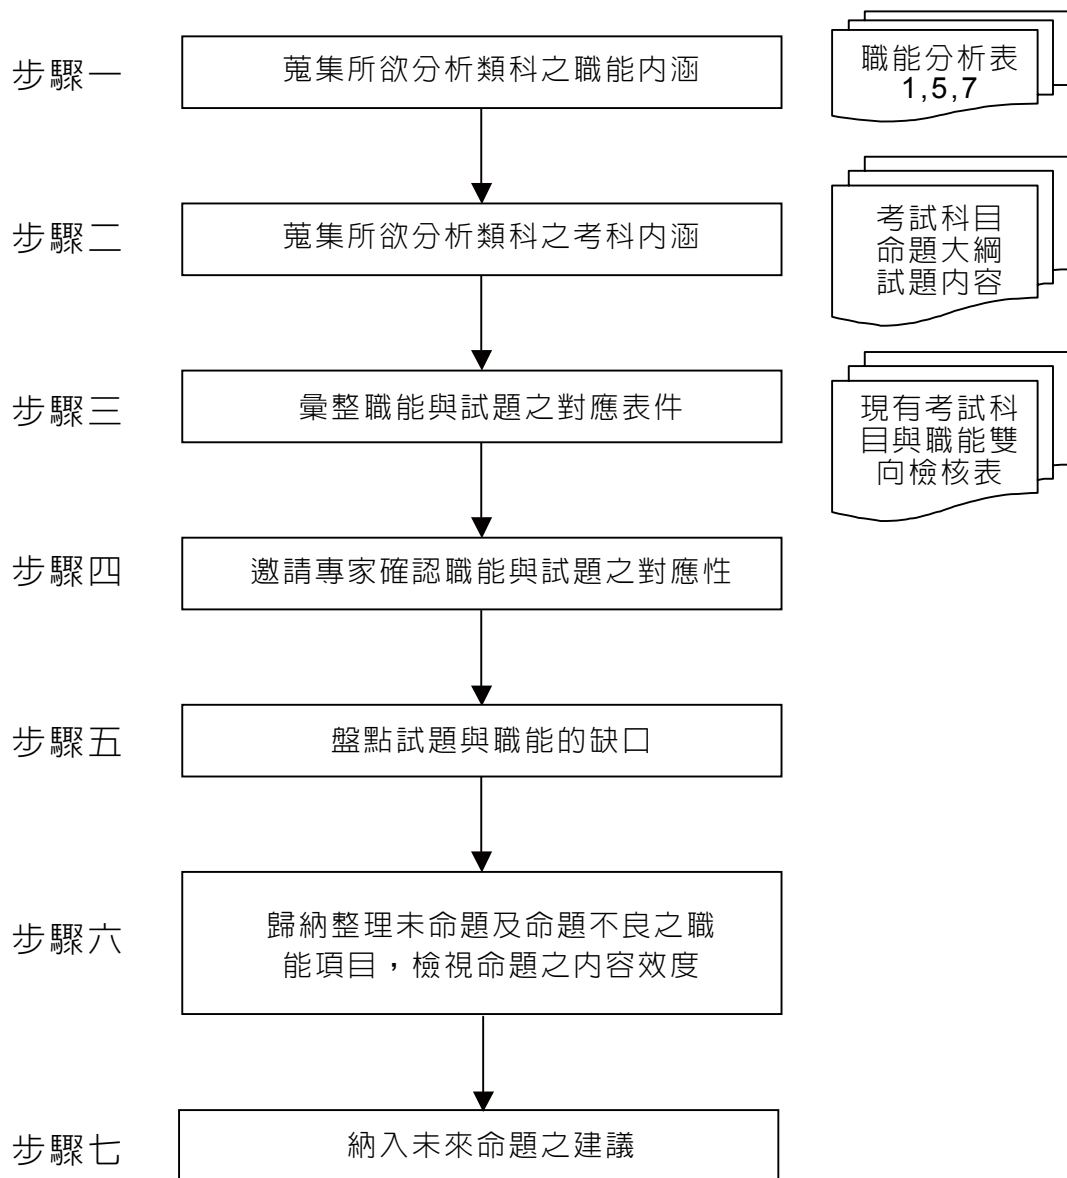 步驟一
蒐集所欲分析類科之職能內涵
職能分析表
1,5,7
步驟二
蒐集所欲分析類科之考科內涵
考試科目
命題大綱
試題內容
步驟三
彙整職能與試題之對應表件
現有考試科
目與職能雙
向檢核表
步驟四
邀請專家確認職能與試題之對應性
步驟五
盤點試題與職能的缺口
步驟六
歸納整理未命題及命題不良之職
能項目，檢視命題之內容效度
步驟七
納入未來命題之建議